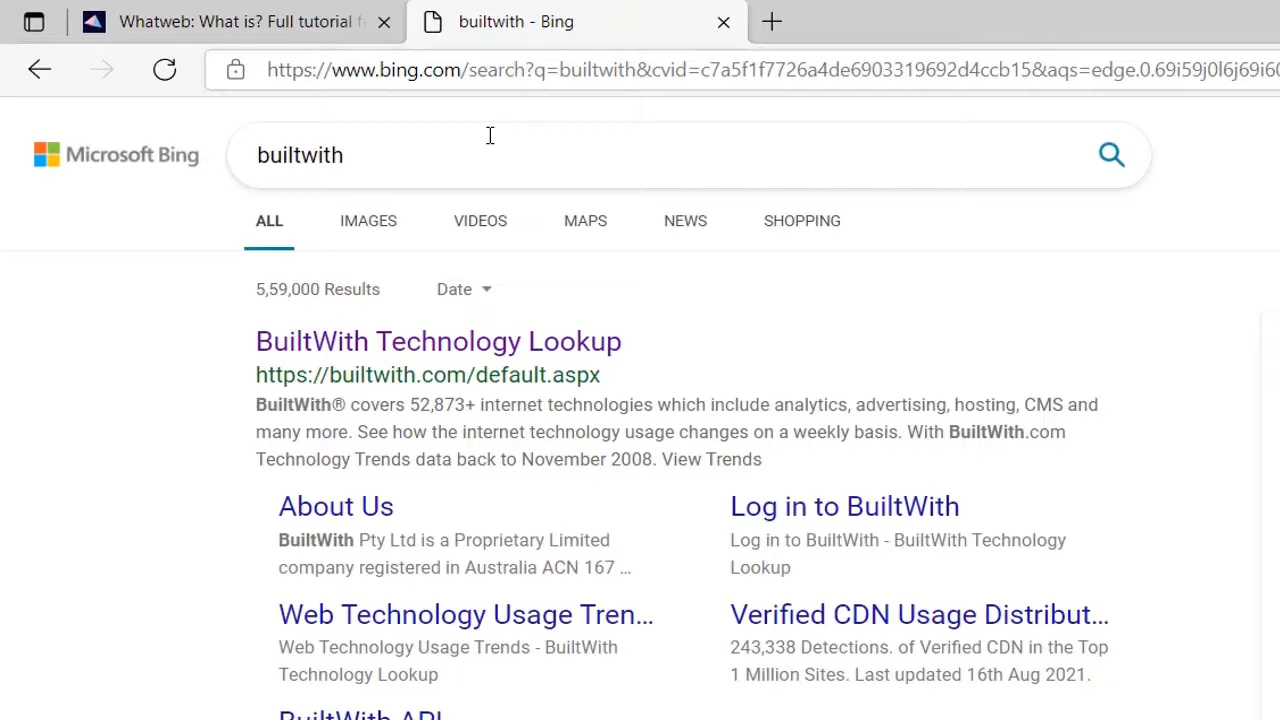 Whatweb: What is? Full tutorial f
builtwith - Bing
https://www.bing.com/search?q=builtwith&cvid=c7a5f1f7726a4de6903319692d4ccb15&aqs=edge.0.69i59j0l6j69i60
Microsoft Bing
builtwith
ALL IMAGES VIDEOS MAPS NEWS SHOPPING
5,59,000 Results Date
BuiltWith Technology Lookup
https://builtwith.com/default.aspx
BuiltWith® covers 52,873+ internet technologies which include analytics, advertising, hosting, CMS and
many more. See how the internet technology usage changes on a weekly basis. With BuiltWith.com
Technology Trends data back to November 2008. View Trends
About Us
BuiltWith Pty Ltd is a Proprietary Limited
company registered in Australia ACN 167 ...
Log in to BuiltWith
Log in to BuiltWith - BuiltWith Technology
Lookup
Web Technology Usage Tren...
Web Technology Usage Trends - BuiltWith
Technology Lookup
Verified CDN Usage Distribut...
243,338 Detections. of Verified CDN in the Top
1 Million Sites. Last updated 16th Aug 2021.
BuiltWith API